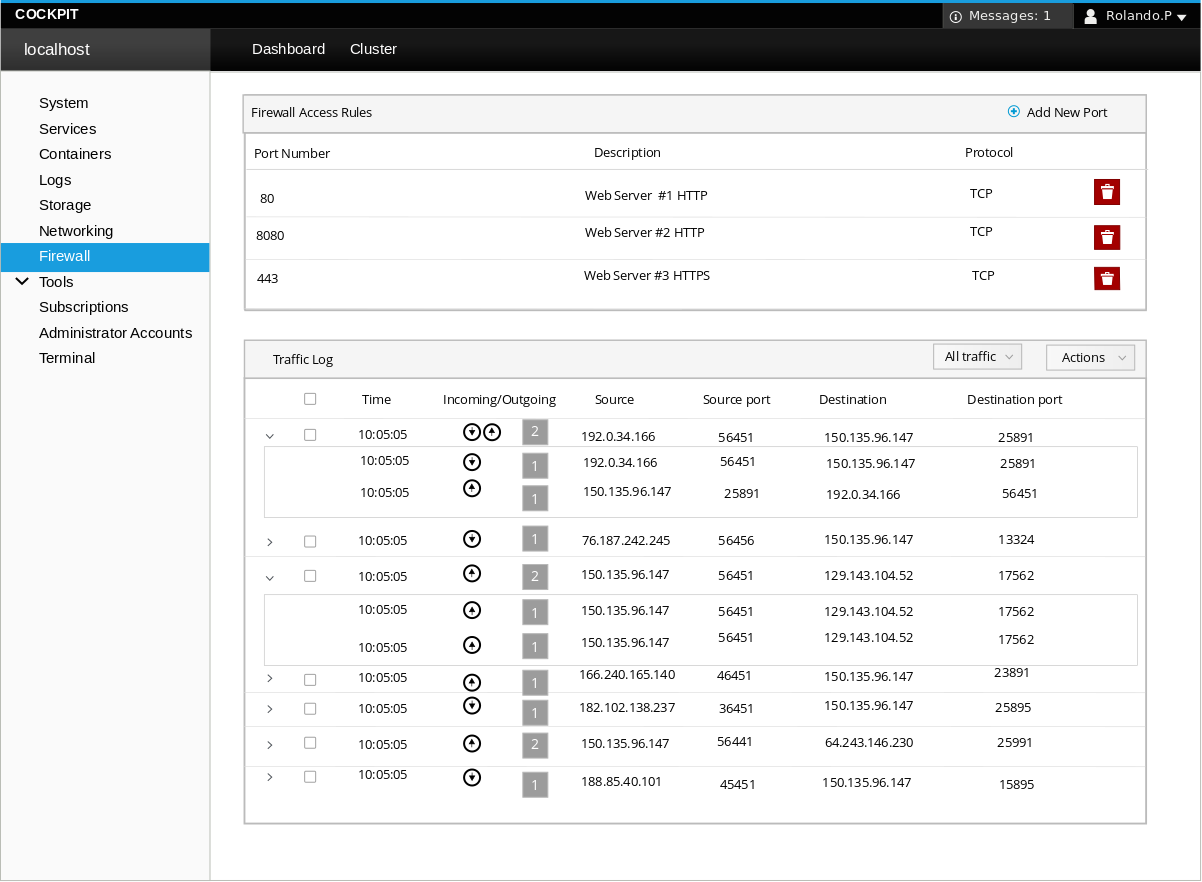 COCKPIT
Messages: 1
Rolando.P
localhost
Dashboard Cluster
System
Services
Containers
Logs
Storage
Networking
Firewall
Tools
Subscriptions
Administrator Accounts
Terminal
Firewall Access Rules
Add New Port
Port Number Description Protocol
80 Web Server #1 HTTP TCP
8080 Web Server #2 HTTP TCP
443 Web Server #3 HTTPS TCP
Traffic Log
All traffic
Actions
Time Incoming/Outgoing Source Source port Destination Destination port
10:05:05 2 192.0.34.166 56451 150.135.96.147 25891
10:05:05 1 192.0.34.166 56451 150.135.96.147 25891
10:05:05 1 150.135.96.147 25891 192.0.34.166 56451
10:05:05 1 76.187.242.245 56456 150.135.96.147 13324
10:05:05 2 150.135.96.147 56451 129.143.104.52 17562
10:05:05 1 150.135.96.147 56451 129.143.104.52 17562
10:05:05 1 150.135.96.147 56451 129.143.104.52 17562
10:05:05 1 166.240.165.140 46451 150.135.96.147 23891
10:05:05 1 182.102.138.237 36451 150.135.96.147 25895
10:05:05 2 150.135.96.147 56441 64.243.146.230 25991
10:05:05 1 188.85.40.101 45451 150.135.96.147 15895